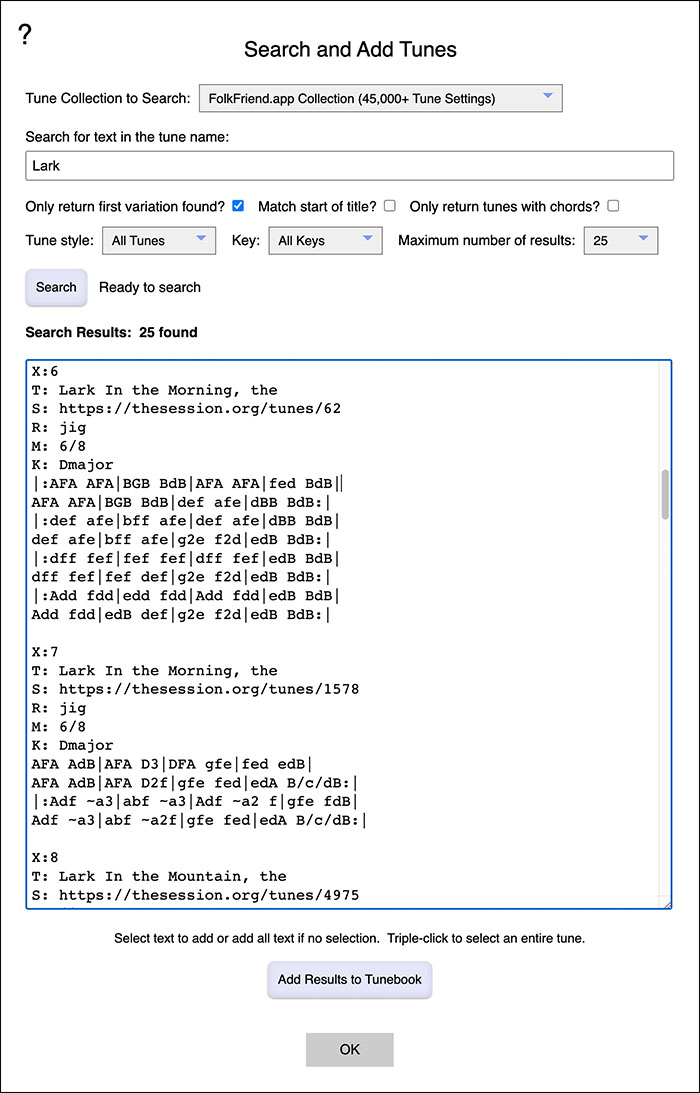 ?
Search and Add Tunes
Tune Collection to Search: FolkFriend.app Collection (45,000+ Tune Settings)
Search for text in the tune name:
Lark
Only return first variation found? Match start of title? Only return tunes with chords?
Tune style: All Tunes Key: All Keys Maximum number of results: 25
Search Ready to search
Search Results: 25 found
X:6
T: Lark In the Morning, the
S: https://thesession.org/tunes/62
R: jig
M: 6/8
K: Dmajor
|:AFA AFA|BGB BdB|AFA AFA|fed BdB|
AFA AFA|BGB BdB|def afe|dBB BdB:|
|:def afe|bff afe|def afe|dBB BdB|
def afe|bff afe|g2e f2d|edB BdB:|
|:dff fef|fef fef|dff fef|edB BdB|
dff fef|fef def|g2e f2d|edB BdB:|
|:Add fdd|edd fdd|Add fdd|edB BdB|
Add fdd|edB def|g2e f2d|edB BdB:|
X:7
T: Lark In the Morning, the
S: https://thesession.org/tunes/1578
R: jig
M: 6/8
K: Dmajor
AFA AdB|AFA D3|DFA gfe|fed edB|
AFA AdB|AFA D2f|gfe fed|edA B/c/dB:|
|:Adf ~a3|abf ~a3|Adf ~a2 f|gfe fdB|
Adf ~a3|abf ~a2f|gfe fed|edA B/c/dB:|
X:8
T: Lark In the Mountain, the
S: https://thesession.org/tunes/4975
Select text to add or add all text if no selection. Triple-click to select an entire tune.
Add Results to Tunebook
OK